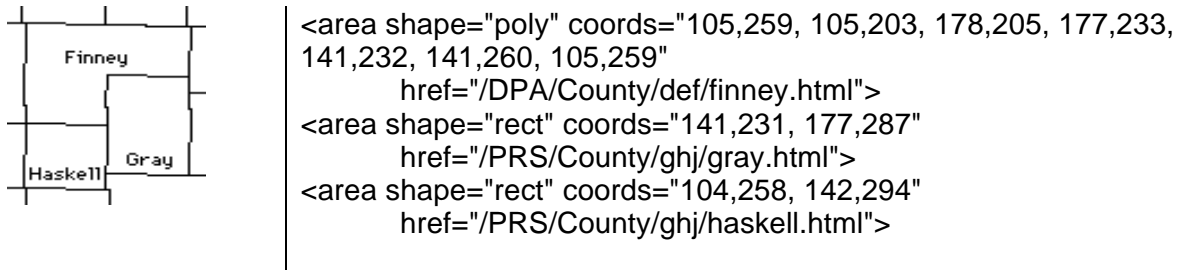 Finney
Gray
Haskell
<area shape="poly" coords="105,259, 105,203, 178,205, 177,233,
141,232, 141,260, 105,259"
href="/DPA/County/def/finney.html">
<area shape="rect" coords="141,231, 177,287"
href="/PRS/County/ghj/gray.html">
<area shape="rect" coords="104,258, 142,294"
href="/PRS/County/ghj/haskell.html">